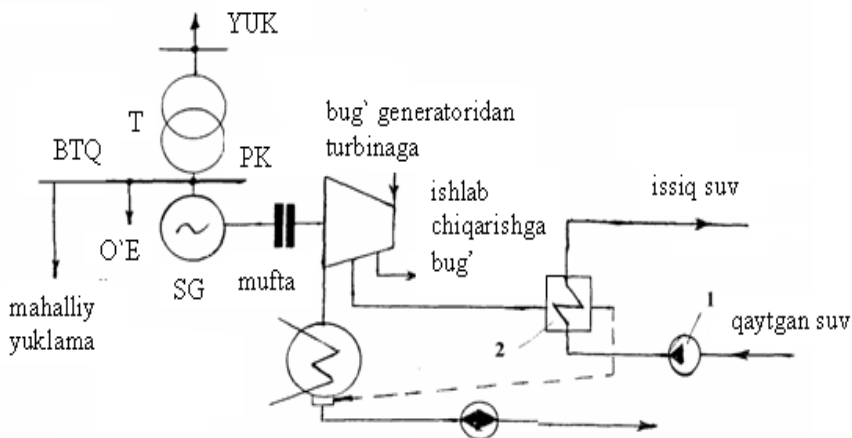 YUK
T
bug` generatoridan
turbinaga
BTQ
PK
ishlab
chiqarishga
bug'
issiq suv
O`E
SG
mufta
mahalliy
yuklama
1
qaytgan suv
2